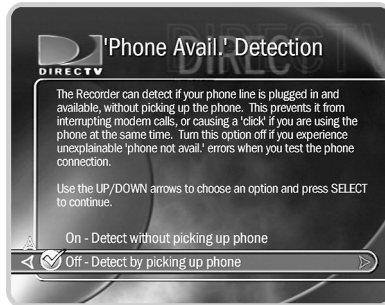 DIRECTV
'Phone Avail.' Detection
DIRECTV
The Recorder can detect if your phone line is plugged in and
available, without picking up the phone. This prevents it from
interrupting modem calls, or causing a 'click' if you are using the
phone at the same time. Turn this option off if you experience
unexplainable 'phone not avail.' errors when you test the phone
connection.
Use the UP/DOWN arrows to choose an option and press SELECT
to continue.
On - Detect without picking up phone
Off - Detect by picking up phone